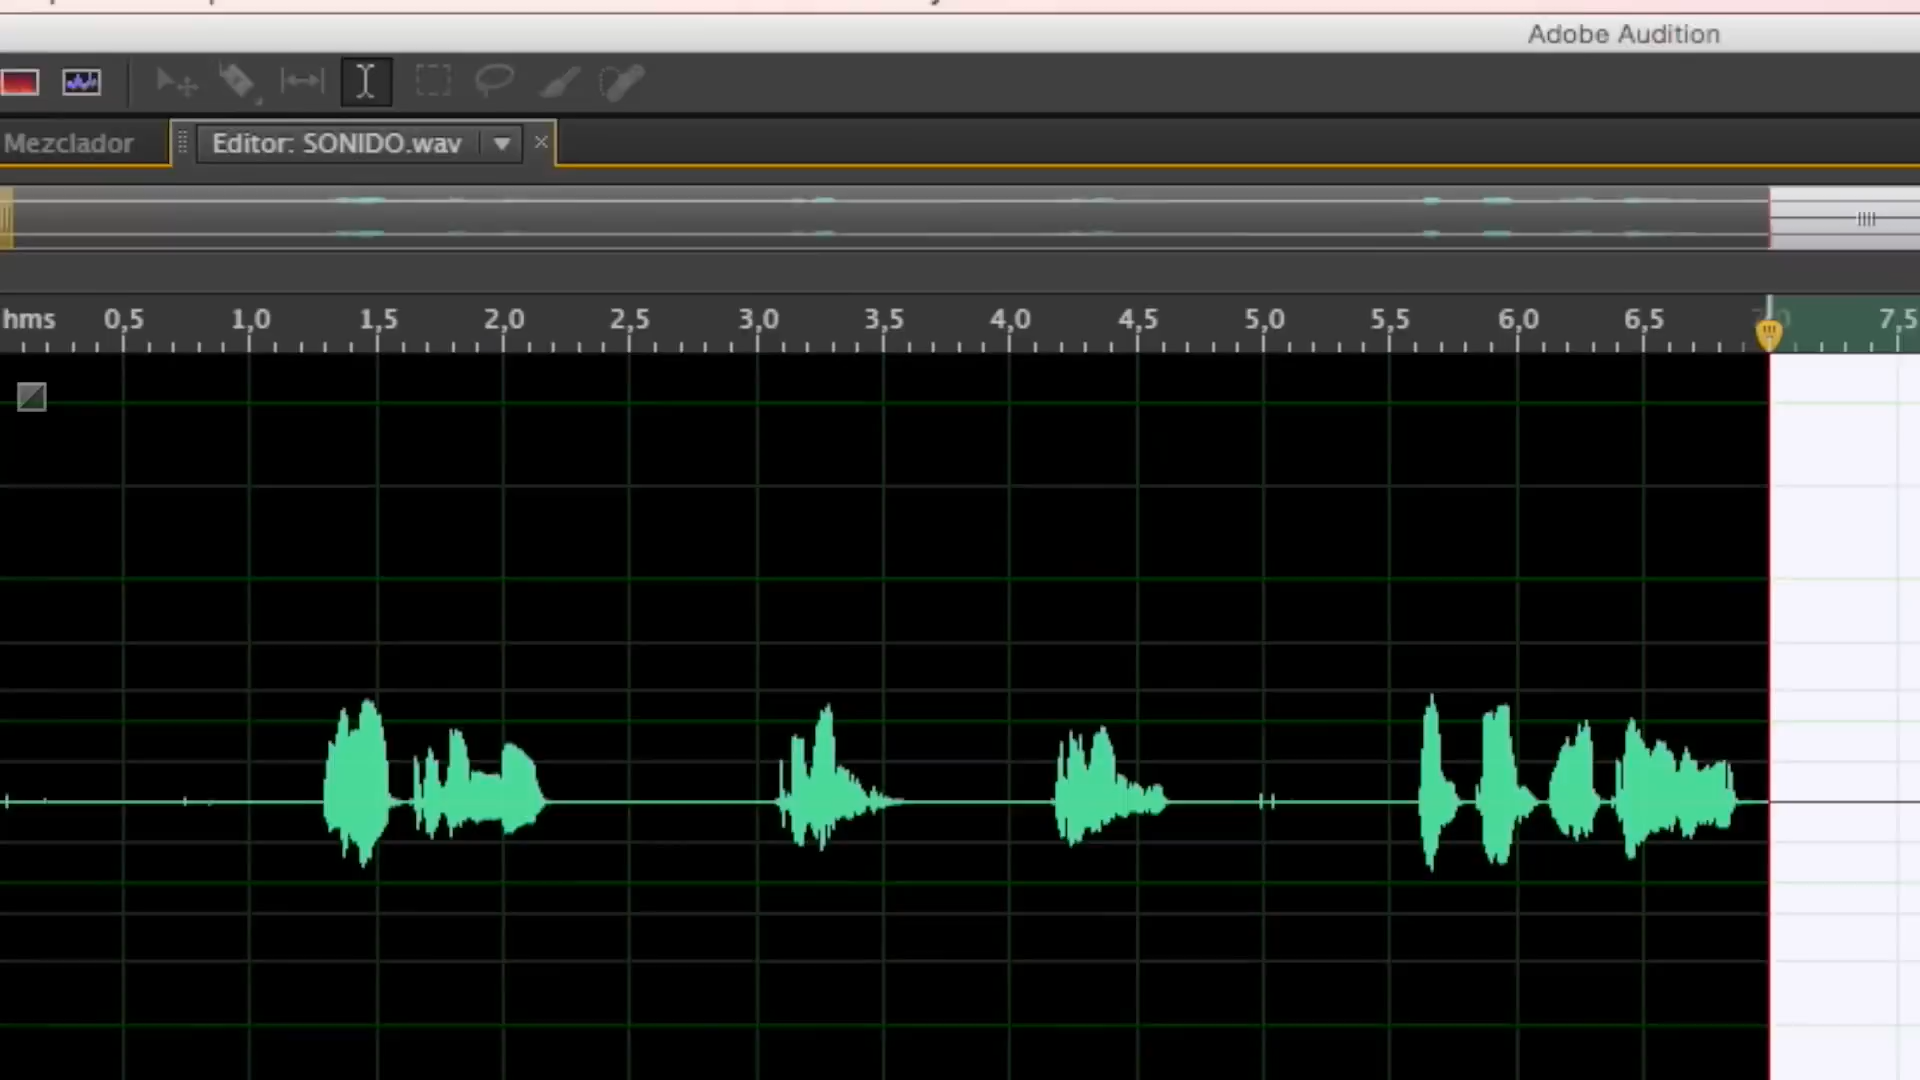 Adobe Audition
Mezclador
Editor: SONIDO.wav
hms 0,5 1,0 1,5 2,0 2,5 3,0 3,5 4,0 4,5 5,0 5,5 6,0 6,5 7,5